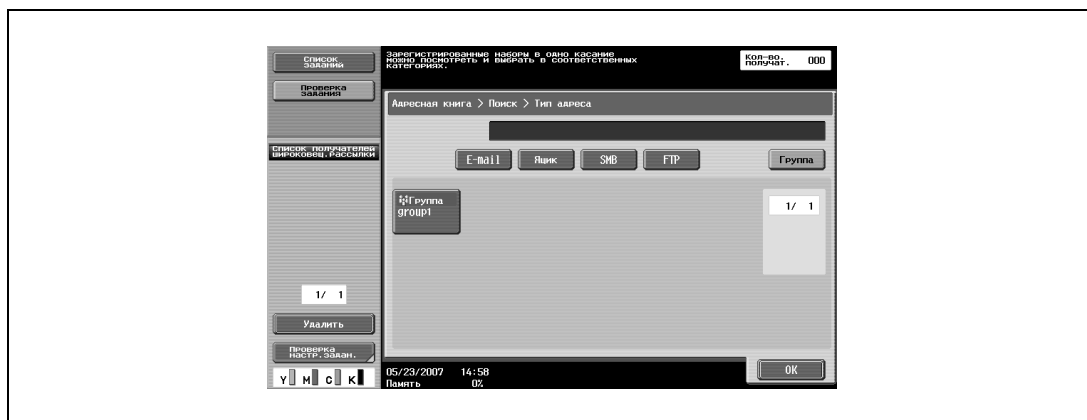 Список
заданий
Проверка
задания
Список получателей
широковещ.рассылки
1/ 1
Удалить
Проверка
настр.задан.
Y M C K
Зарегистрированные наборы в одно касание
можно посмотреть и выбрать в соответственных
категориях.
Кол-во.
получат. 000
Адресная книга > Поиск > Тип адреса
E-mail Ящик SMB FTP Группа
Группа
group1
1/ 1
05/23/2007 14:58
Память 0%
OK